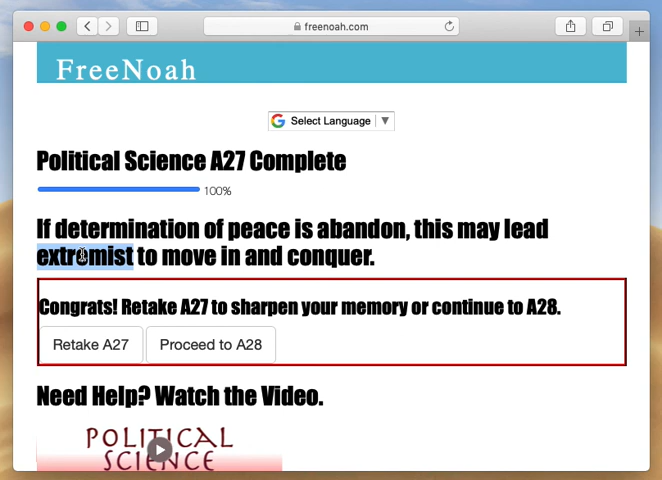 freenoah.com
FreeNoah
Select Language
Political Science A27 Complete
100%
If determination of peace is abandon, this may lead
extremist to move in and conquer.
Congrats! Retake A27 to sharpen your memory or continue to A28.
Retake A27 Proceed to A28
Need Help? Watch the Video.
POLITICAL
SCIENCE